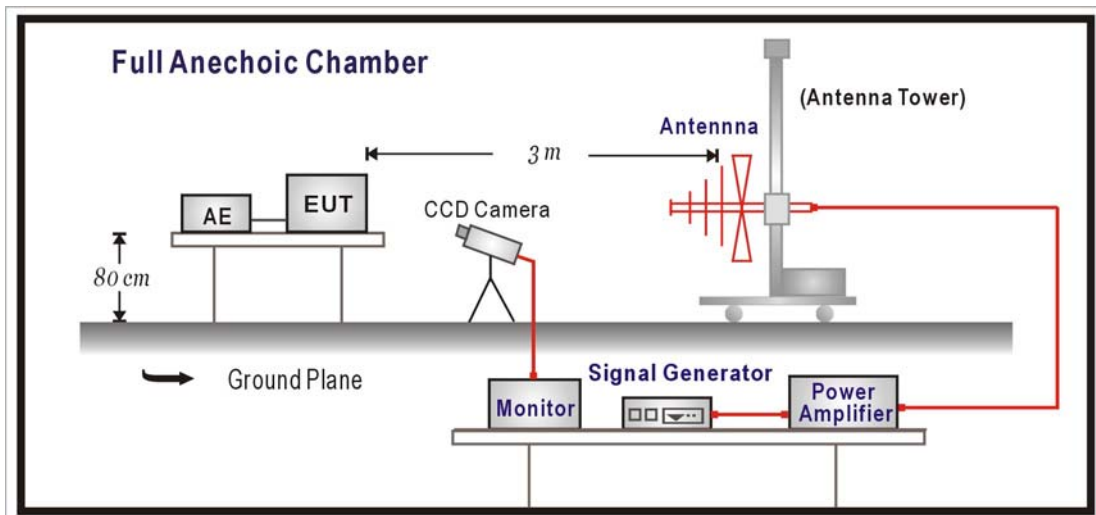 Full Anechoic Chamber
(Antenna Tower)
Antennna
3 m
AE
EUT
CCD Camera
80 cm
Ground Plane
Signal Generator
Monitor
Power
Amplifier